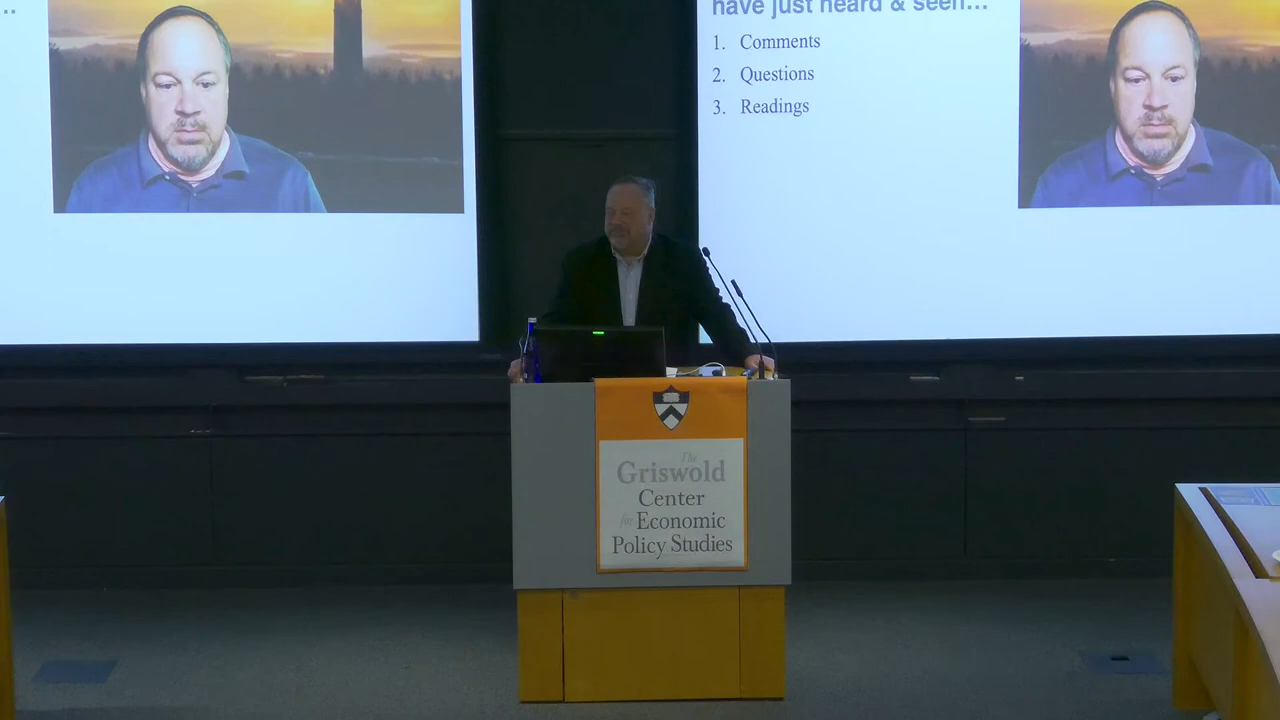 ..
have just heard & seen...
1. Comments
2. Questions
3. Readings
The
Griswold
Center
for Economic
Policy Studies